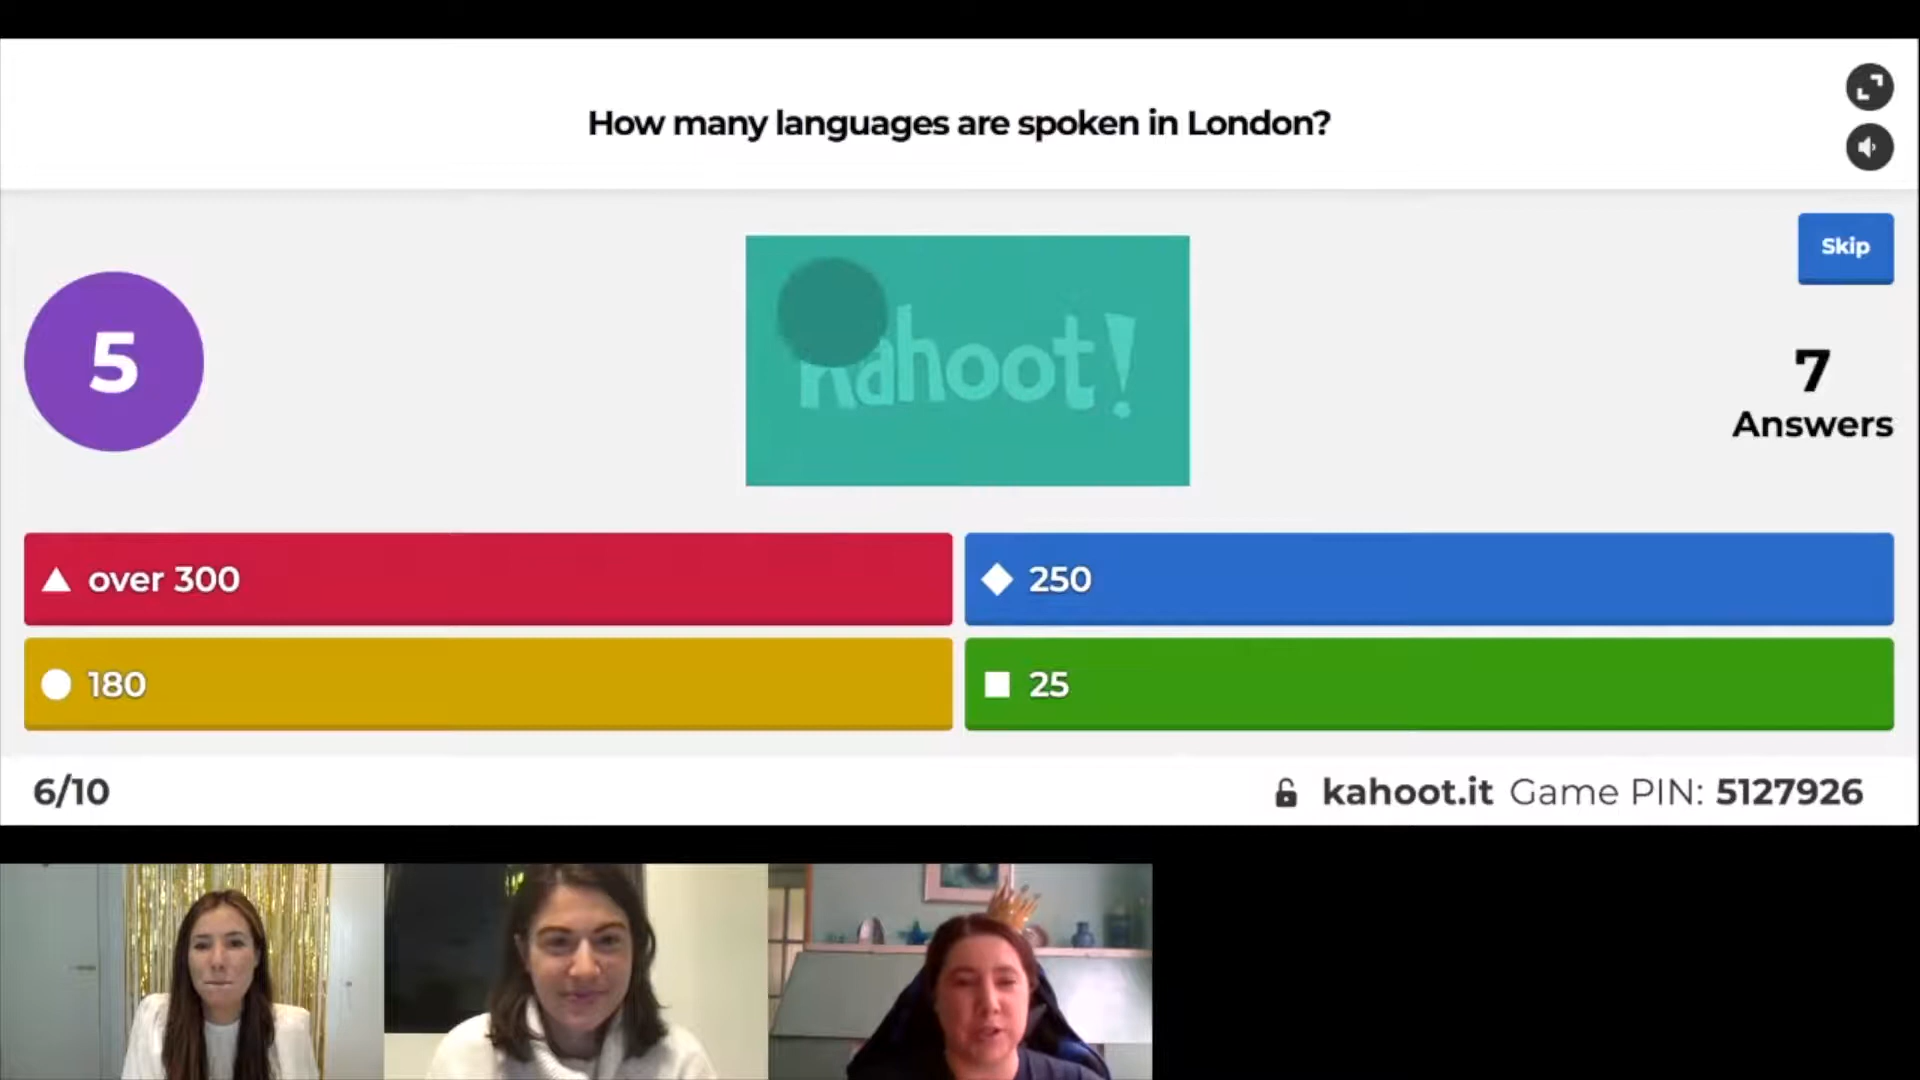 How many languages are spoken in London?
Skip
5
Kahoot!
7
Answers
over 300
250
180
25
6/10
kahoot.it Game PIN: 5127926